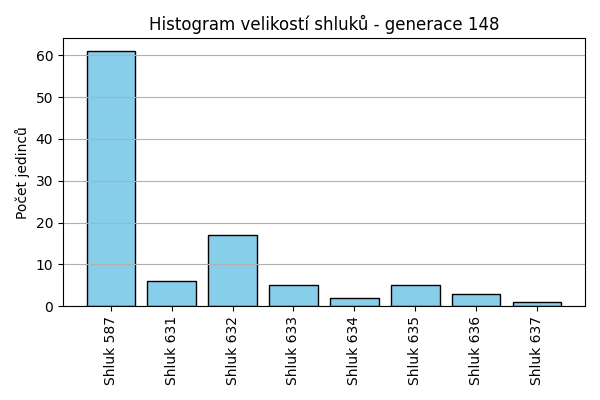 Histogram velikostí shluků - generace 148
Počet jedinců
60
50
40
30
20
10
0
Shluk 587
Shluk 631
Shluk 632
Shluk 633
Shluk 634
Shluk 635
Shluk 636
Shluk 637